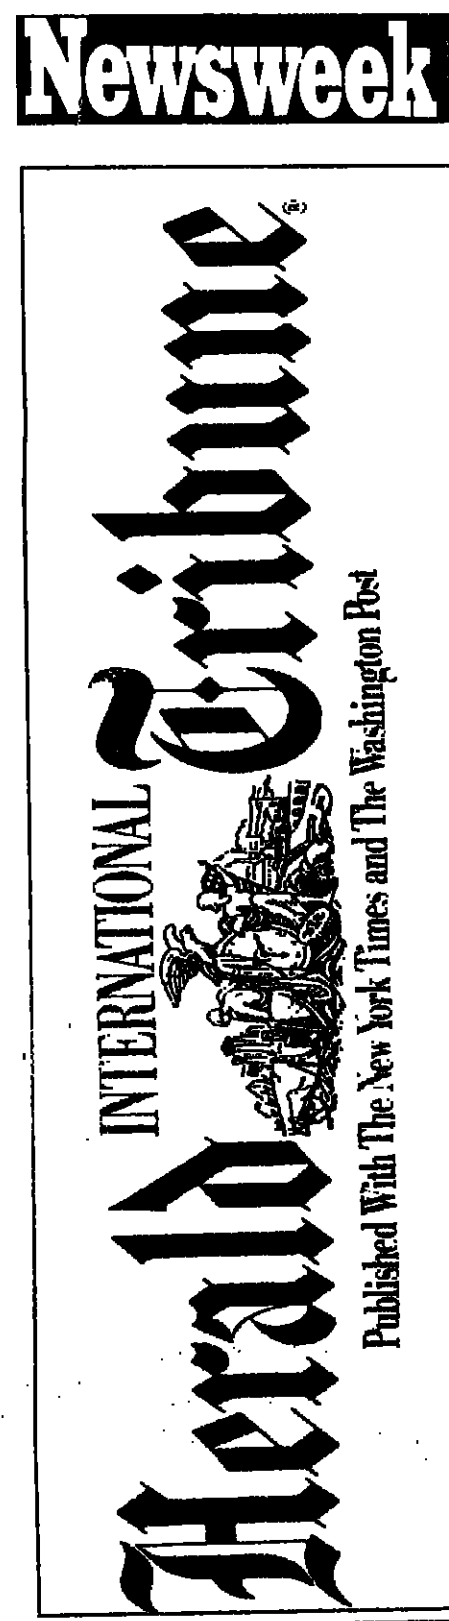 Newsweek
INTERNATIONAL
Herald Tribune®
Published With The New York Times and The Washington Post